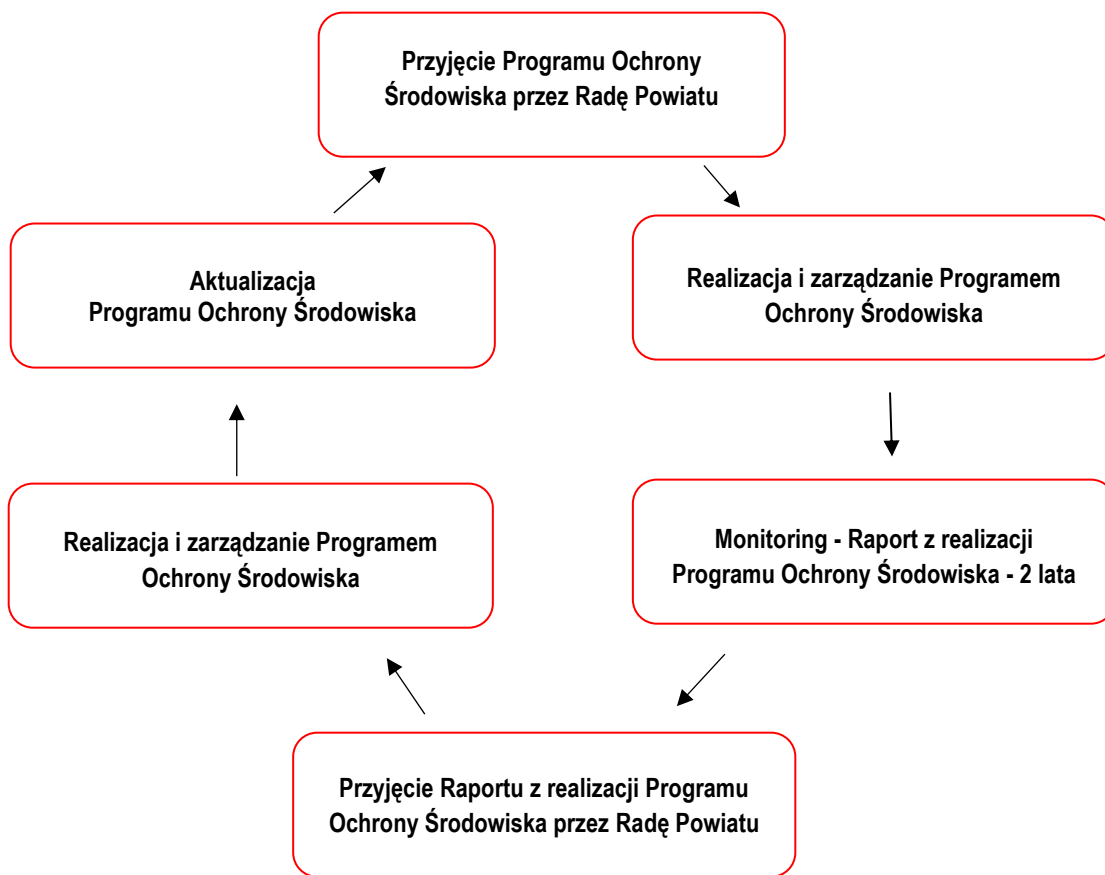 Przyjęcie Programu Ochrony
Środowiska przez Radę Powiatu
Aktualizacja
Programu Ochrony Środowiska
Realizacja i zarządzanie Programem
Ochrony Środowiska
Realizacja i zarządzanie Programem
Ochrony Środowiska
Monitoring - Raport z realizacji
Programu Ochrony Środowiska - 2 lata
Przyjęcie Raportu z realizacji Programu
Ochrony Środowiska przez Radę Powiatu